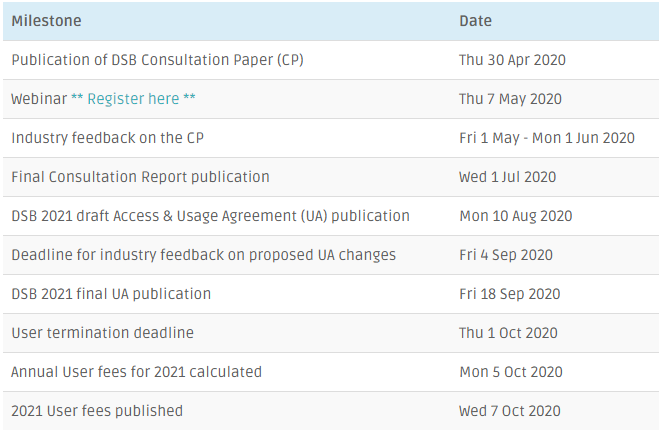 Milestone Date
Publication of DSB Consultation Paper (CP) Thu 30 Apr 2020
Webinar ** Register here ** Thu 7 May 2020
Industry feedback on the CP Fri 1 May - Mon 1 Jun 2020
Final Consultation Report publication Wed 1 Jul 2020
DSB 2021 draft Access & Usage Agreement (UA) publication Mon 10 Aug 2020
Deadline for industry feedback on proposed UA changes Fri 4 Sep 2020
DSB 2021 final UA publication Fri 18 Sep 2020
User termination deadline Thu 1 Oct 2020
Annual User fees for 2021 calculated Mon 5 Oct 2020
2021 User fees published Wed 7 Oct 2020